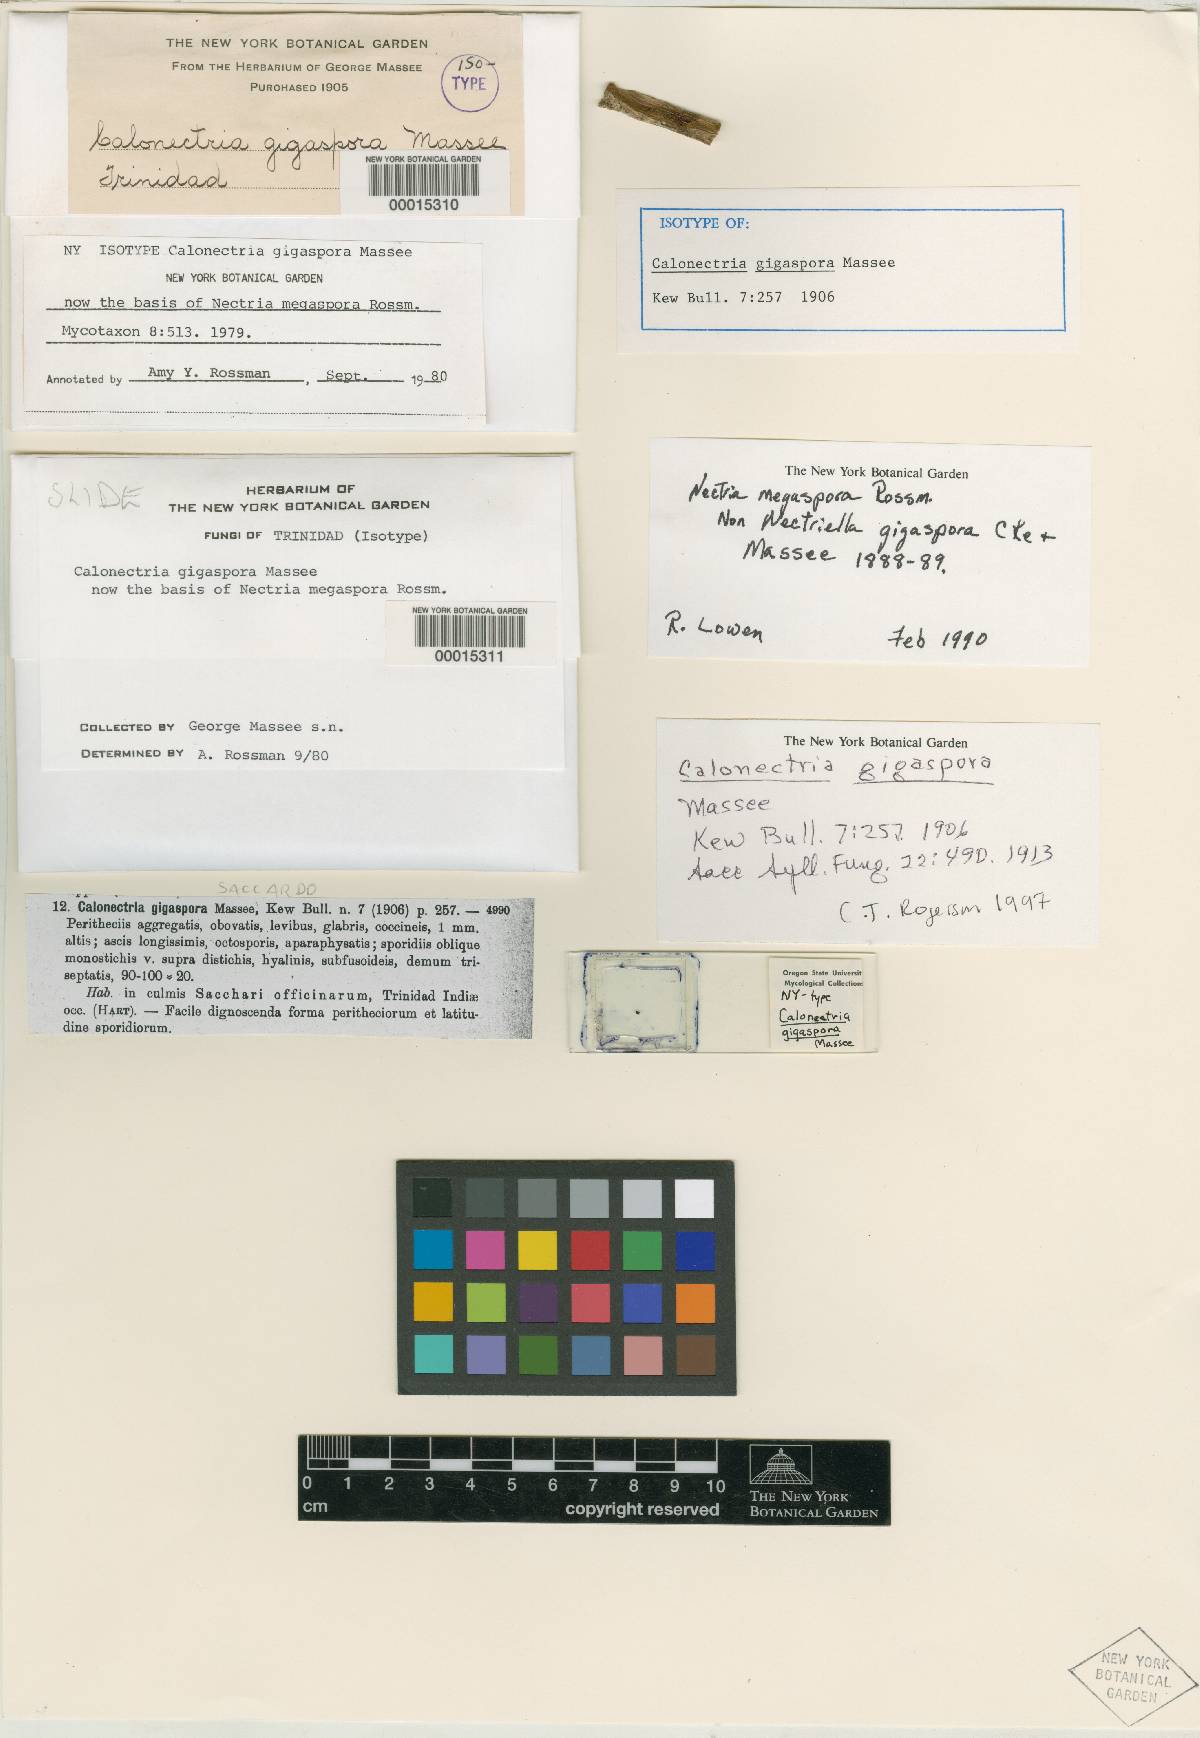 THE NEW YORK BOTANICAL GARDEN
FROM THE HERBARIUM OF GEORGE MASSEE
PURCHASED 1905
ISO-
TYPE
Calonectria gigaspora Massee
Trinidad
NEW YORK BOTANICAL GARDEN
00015310
NY ISOTYPE Calonectria gigaspora Massee
NEW YORK BOTANICAL GARDEN
now the basis of Nectria megaspora Rossm.
Mycotaxon 8:513. 1979.
Annotated by Amy Y. Rossman, Sept. 1980
SLIDE
HERBARIUM OF
THE NEW YORK BOTANICAL GARDEN
FUNGI OF TRINIDAD (Isotype)
Calonectria gigaspora Massee
now the basis of Nectria megaspora Rossm.
NEW YORK BOTANICAL GARDEN
00015311
COLLECTED BY George Massee s.n.
DETERMINED BY A. Rossman 9/80
SACCARDO
12. Calonectria gigaspora Massee, Kew Bull. n. 7 (1906) p. 257. — 4990
Peritheciis aggregatis, obovatis, levibus, glabris, coccineis, 1 mm.
altis; ascis longissimis, octosporis, aparaphysatis; sporidiis oblique
monostichis v. supra distichis, hyalinis, subfusoideis, demum tri-
septatis, 90-100 * 20.
Hab. in culmis Sacchari officinarum, Trinidad Indiæ
occ. (HART). — Facile dignoscenda forma peritheciorum et latitu-
dine sporidiorum.
ISOTYPE OF:
Calonectria gigaspora Massee
Kew Bull. 7:257 1906
The New York Botanical Garden
Nectria megaspora Rossm.
Non Nectriella gigaspora Cke +
Massee 1888-89.
R. Lowen Feb 1990
The New York Botanical Garden
Calonectria gigaspora
Massee
Kew Bull. 7:257. 1906
Sacc Syll. Fung. 22:490. 1913
C.T. Rogerson 1997
Oregon State Universit
Mycological Collections
NY-type
Calonectria
gigaspora
Massee
0 1 2 3 4 5 6 7 8 9 10
cm
copyright reserved
THE NEW YORK
BOTANICAL GARDEN
NEW YORK
BOTANICAL
GARDEN